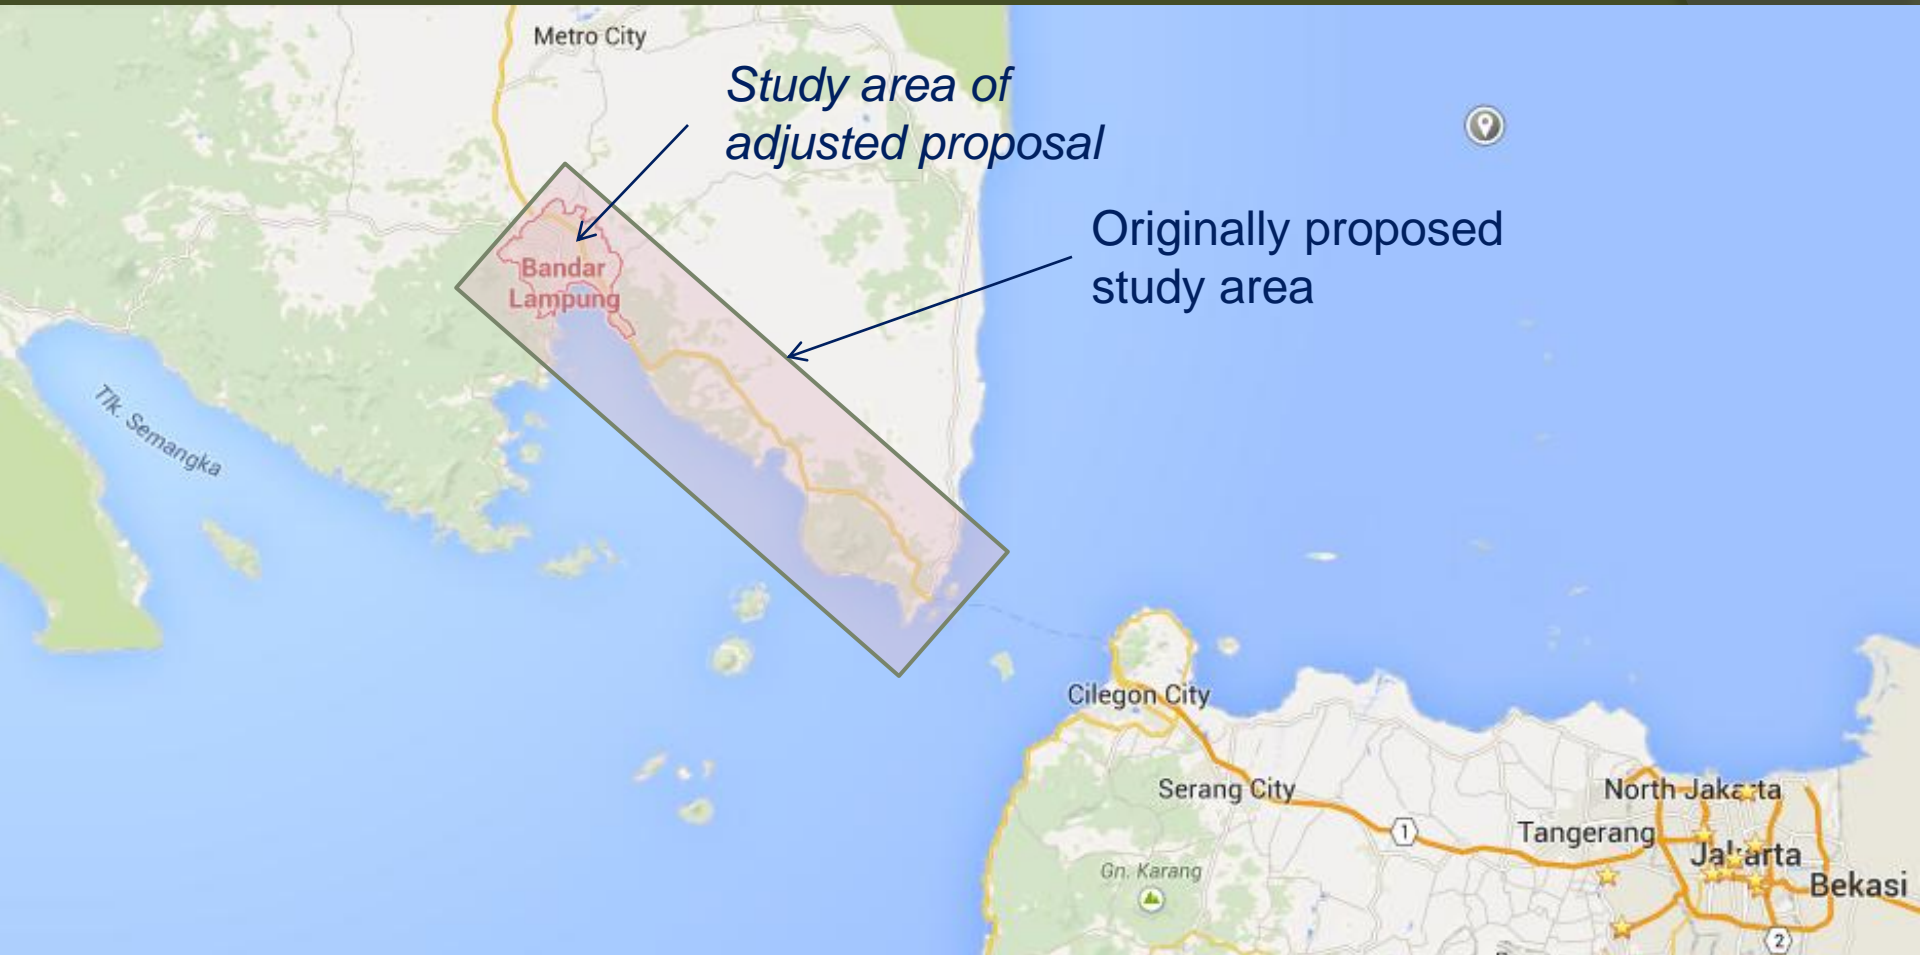 Metro City
Study area of
adjusted proposal
Originally proposed
study area
Bandar
Lampung
Tlk. Semangka
Cilegon City
Serang City
North Jakarta
1
Tangerang
Jakarta
Gn. Karang
Bekasi
2